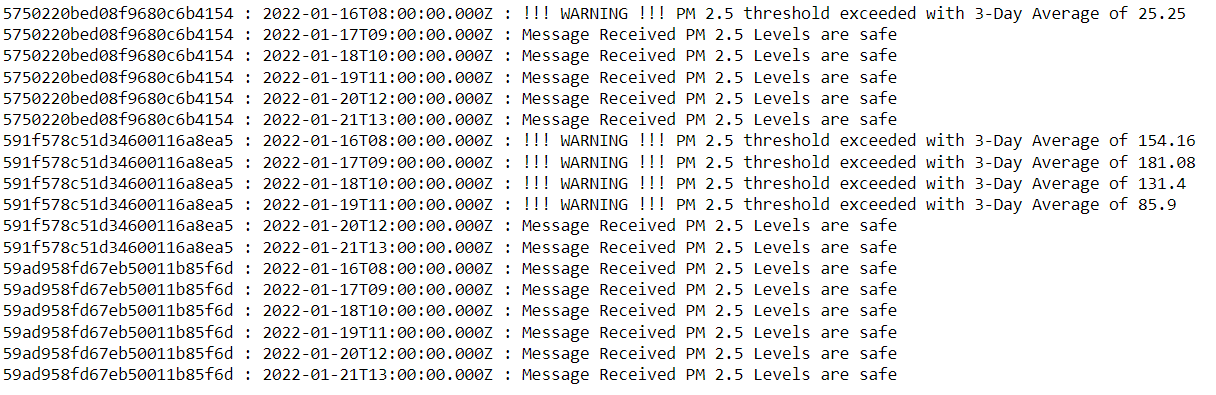 5750220bed08f9680c6b4154 : 2022-01-16T08:00:00.000Z : !!! WARNING !!! PM 2.5 threshold exceeded with 3-Day Average of 25.25
5750220bed08f9680c6b4154 : 2022-01-17T09:00:00.000Z : Message Received PM 2.5 Levels are safe
5750220bed08f9680c6b4154 : 2022-01-18T10:00:00.000Z : Message Received PM 2.5 Levels are safe
5750220bed08f9680c6b4154 : 2022-01-19T11:00:00.000Z : Message Received PM 2.5 Levels are safe
5750220bed08f9680c6b4154 : 2022-01-20T12:00:00.000Z : Message Received PM 2.5 Levels are safe
5750220bed08f9680c6b4154 : 2022-01-21T13:00:00.000Z : Message Received PM 2.5 Levels are safe
591f578c51d34600116a8ea5 : 2022-01-16T08:00:00.000Z : !!! WARNING !!! PM 2.5 threshold exceeded with 3-Day Average of 154.16
591f578c51d34600116a8ea5 : 2022-01-17T09:00:00.000Z : !!! WARNING !!! PM 2.5 threshold exceeded with 3-Day Average of 181.08
591f578c51d34600116a8ea5 : 2022-01-18T10:00:00.000Z : !!! WARNING !!! PM 2.5 threshold exceeded with 3-Day Average of 131.4
591f578c51d34600116a8ea5 : 2022-01-19T11:00:00.000Z : !!! WARNING !!! PM 2.5 threshold exceeded with 3-Day Average of 85.9
591f578c51d34600116a8ea5 : 2022-01-20T12:00:00.000Z : Message Received PM 2.5 Levels are safe
591f578c51d34600116a8ea5 : 2022-01-21T13:00:00.000Z : Message Received PM 2.5 Levels are safe
59ad958fd67eb50011b85f6d : 2022-01-16T08:00:00.000Z : Message Received PM 2.5 Levels are safe
59ad958fd67eb50011b85f6d : 2022-01-17T09:00:00.000Z : Message Received PM 2.5 Levels are safe
59ad958fd67eb50011b85f6d : 2022-01-18T10:00:00.000Z : Message Received PM 2.5 Levels are safe
59ad958fd67eb50011b85f6d : 2022-01-19T11:00:00.000Z : Message Received PM 2.5 Levels are safe
59ad958fd67eb50011b85f6d : 2022-01-20T12:00:00.000Z : Message Received PM 2.5 Levels are safe
59ad958fd67eb50011b85f6d : 2022-01-21T13:00:00.000Z : Message Received PM 2.5 Levels are safe